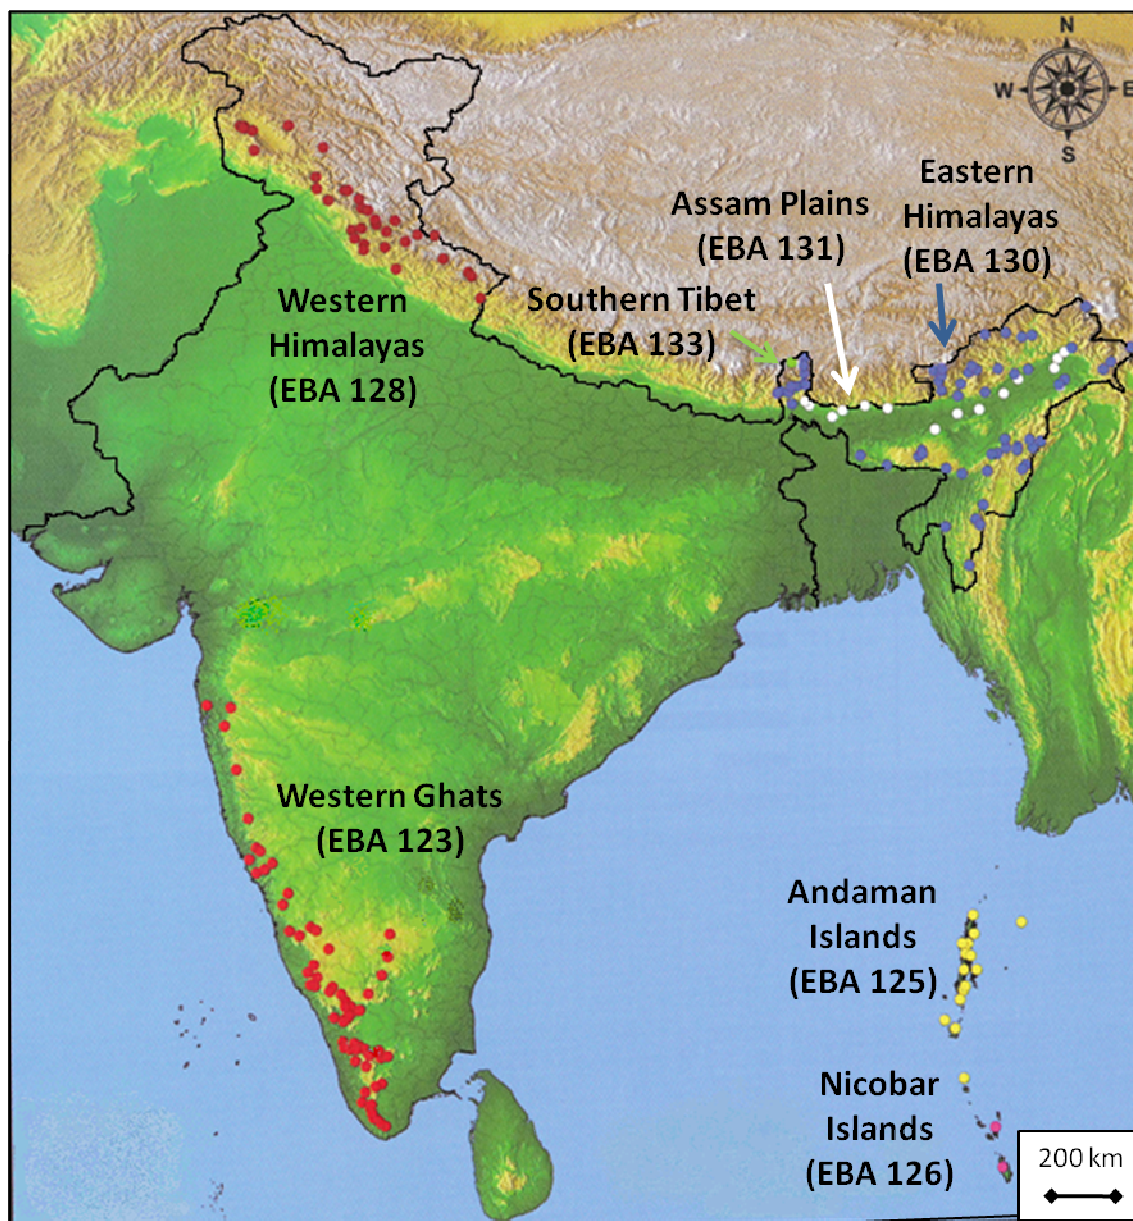 N
W
E
S
Eastern
Himalayas
(EBA 130)
Assam Plains
(EBA 131)
Southern Tibet
(EBA 133)
Western
Himalayas
(EBA 128)
Western Ghats
(EBA 123)
Andaman
Islands
(EBA 125)
Nicobar
Islands
(EBA 126)
200 km